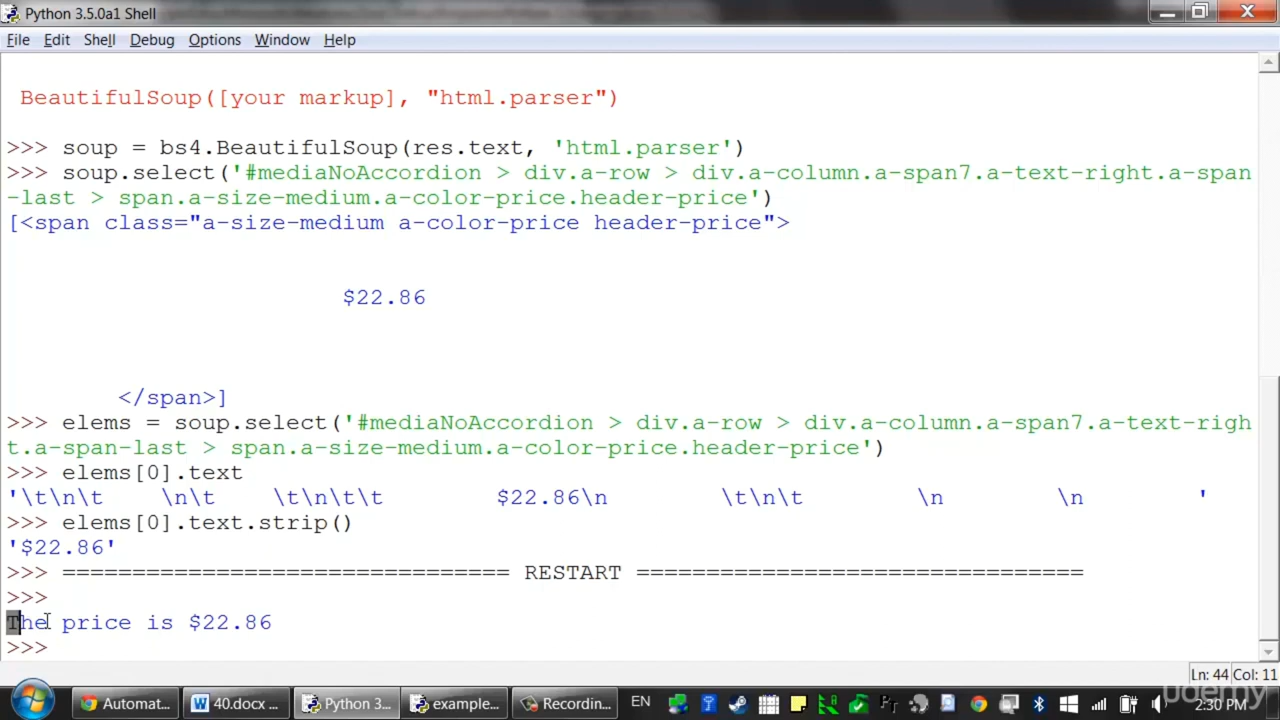 Python 3.5.0a1 Shell
File Edit Shell Debug Options Window Help
BeautifulSoup([your markup], "html.parser")
>>> soup = bs4.BeautifulSoup(res.text, 'html.parser')
>>> soup.select('#mediaNoAccordion > div.a-row > div.a-column.a-span7.a-text-right.a-span
-last > span.a-size-medium.a-color-price.header-price')
[<span class="a-size-medium a-color-price header-price">
$22.86
</span>]
>>> elems = soup.select('#mediaNoAccordion > div.a-row > div.a-column.a-span7.a-text-righ
t.a-span-last > span.a-size-medium.a-color-price.header-price')
>>> elems[0].text
'\t\n\t \n\t \t\n\t\t $22.86\n \t\n\t \n \n '
>>> elems[0].text.strip()
'$22.86'
>>> ================================ RESTART ================================
>>>
The price is $22.86
>>>
Ln: 44 Col: 11
Automat... 40.docx ... Python 3... example... Recordin... EN 2:30 PM
udemy